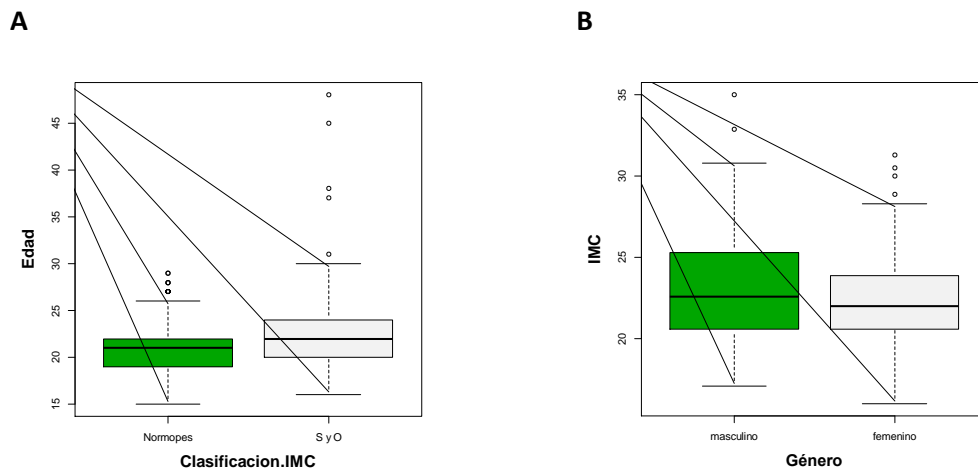 A
45
40
35
30
25
20
15
Edad
Normopes
S y O
Clasificacion.IMC
B
35
30
25
20
IMC
masculino
femenino
Género